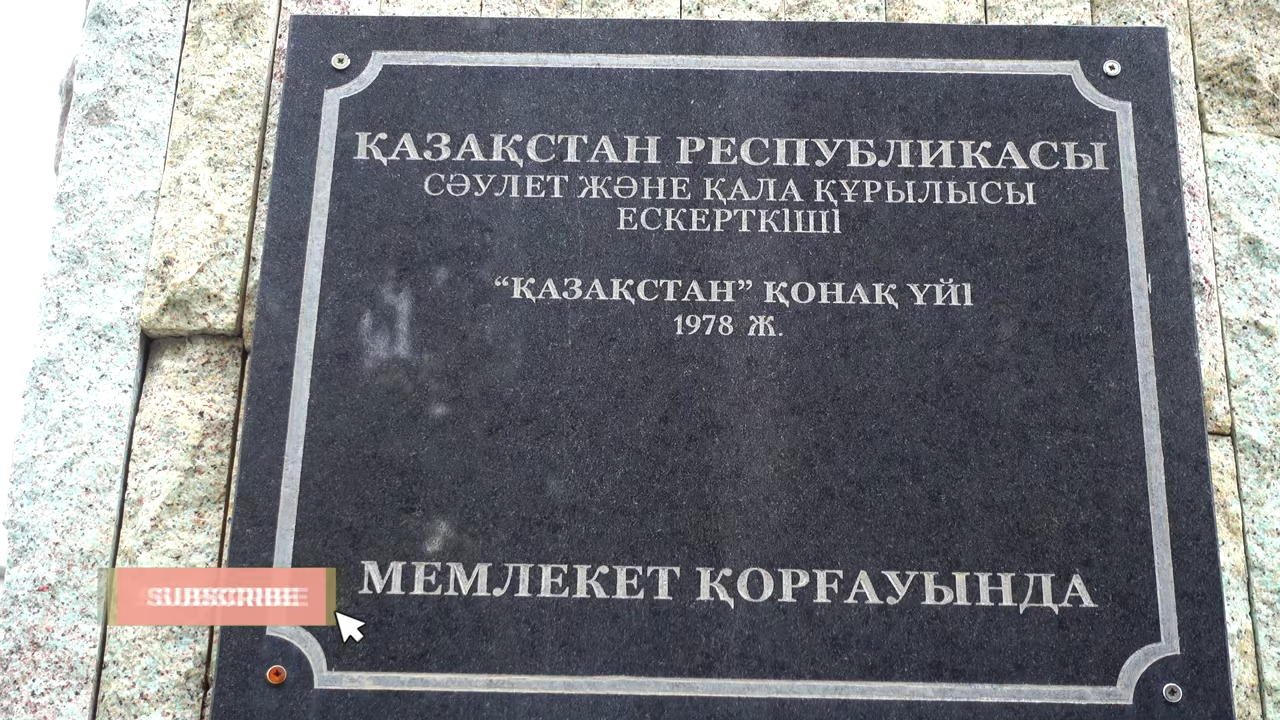 ҚАЗАҚСТАН РЕСПУБЛИКАСЫ
СӘУЛЕТ ЖӘНЕ ҚАЛА ҚҰРЫЛЫСЫ
ЕСКЕРТКІШІ
“ҚАЗАҚСТАН” ҚОНАҚ ҮЙІ
1978 Ж.
МЕМЛЕКЕТ ҚОРҒАУЫНДА
SUBSCRIBE